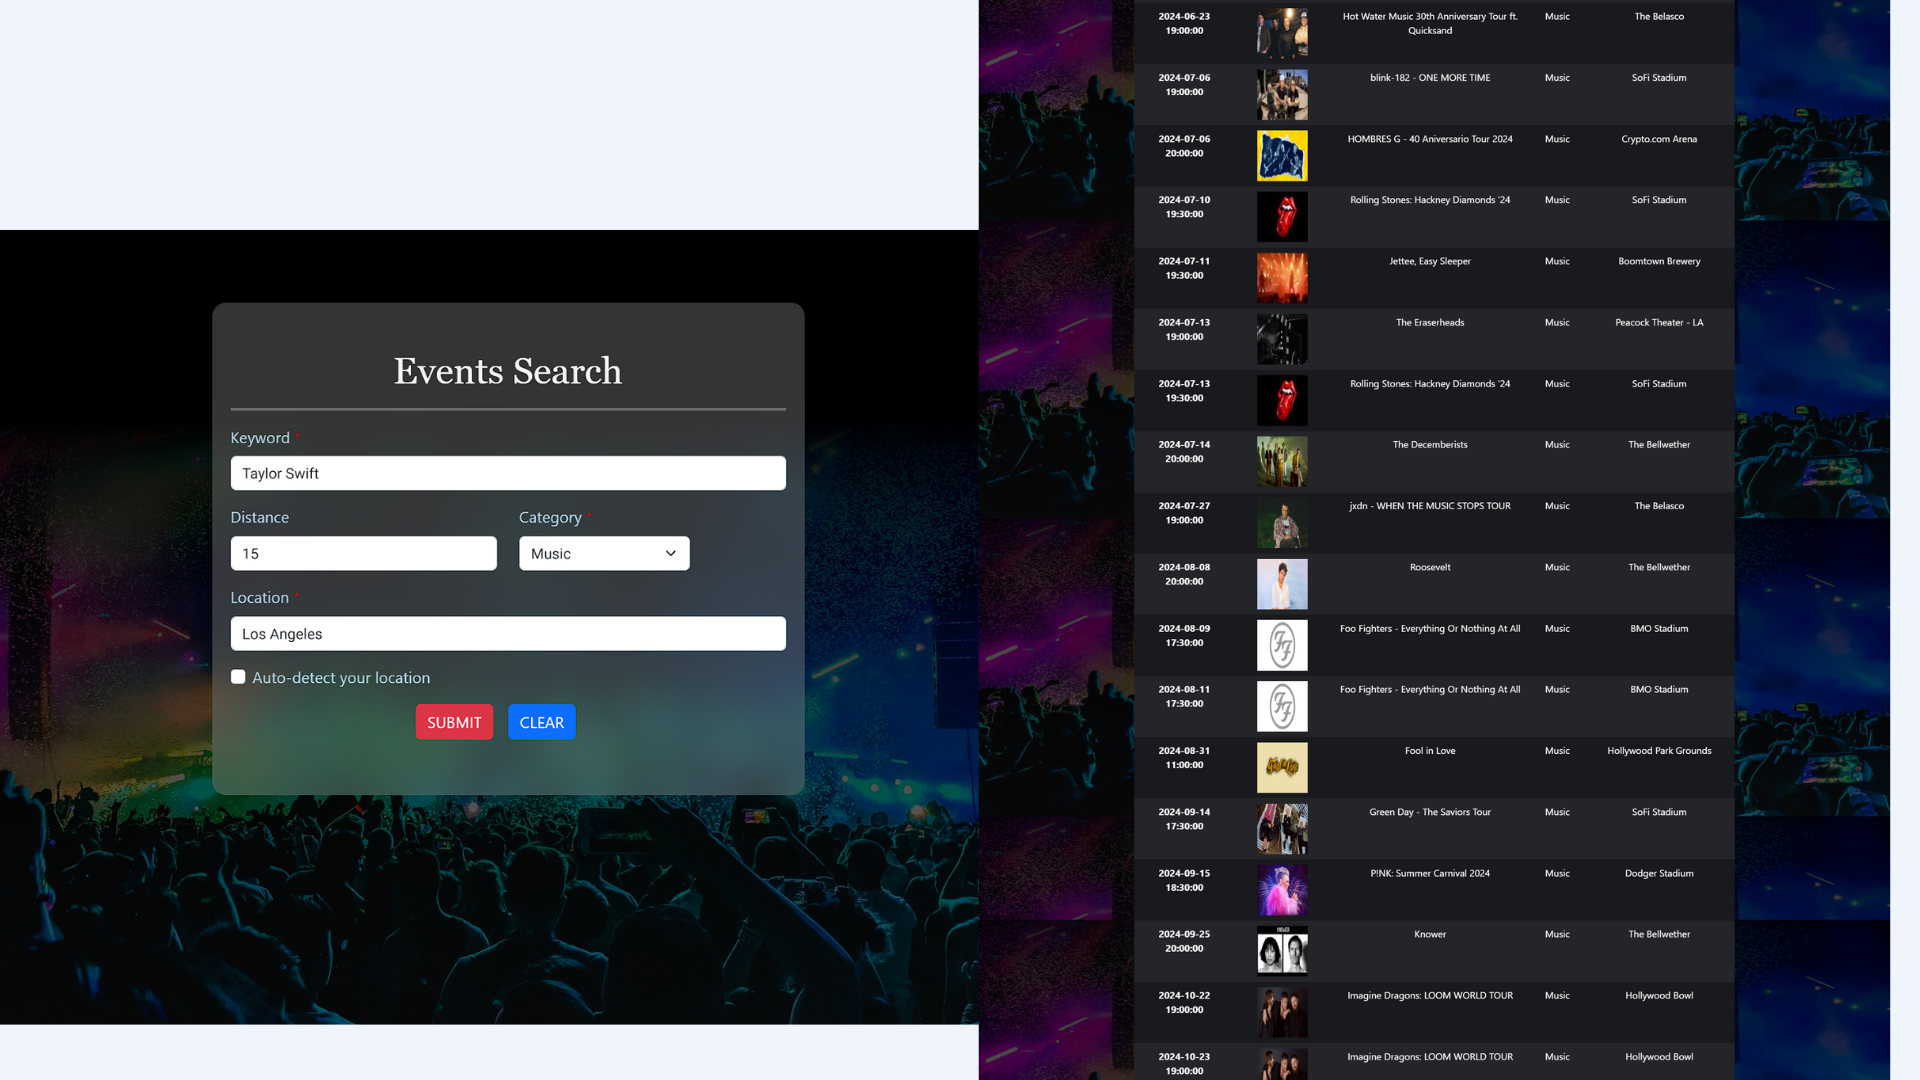 Events Search
Keyword *
Taylor Swift
Distance
Category *
15
Music
Location *
Los Angeles
Auto-detect your location
SUBMIT
CLEAR
2024-06-23
19:00:00
Hot Water Music 30th Anniversary Tour ft.
Quicksand
Music
The Belasco
2024-07-06
19:00:00
blink-182 - ONE MORE TIME
Music
SoFi Stadium
2024-07-06
20:00:00
HOMBRES G - 40 Aniversario Tour 2024
Music
Crypto.com Arena
2024-07-10
19:30:00
Rolling Stones: Hackney Diamonds '24
Music
SoFi Stadium
2024-07-11
19:30:00
Jettee, Easy Sleeper
Music
Boomtown Brewery
2024-07-13
19:00:00
The Eraserheads
Music
Peacock Theater - LA
2024-07-13
19:30:00
Rolling Stones: Hackney Diamonds '24
Music
SoFi Stadium
2024-07-14
20:00:00
The Decemberists
Music
The Bellwether
2024-07-27
19:00:00
jxdn - WHEN THE MUSIC STOPS TOUR
Music
The Belasco
2024-08-08
20:00:00
Roosevelt
Music
The Bellwether
2024-08-09
17:30:00
FF
Foo Fighters - Everything Or Nothing At All
Music
BMO Stadium
2024-08-11
17:30:00
FF
Foo Fighters - Everything Or Nothing At All
Music
BMO Stadium
2024-08-31
11:00:00
Fool in Love
Music
Hollywood Park Grounds
2024-09-14
17:30:00
Green Day - The Saviors Tour
Music
SoFi Stadium
2024-09-15
18:30:00
P!NK: Summer Carnival 2024
Music
Dodger Stadium
2024-09-25
20:00:00
Knower
Music
The Bellwether
2024-10-22
19:00:00
Imagine Dragons: LOOM WORLD TOUR
Music
Hollywood Bowl
2024-10-23
19:00:00
Imagine Dragons: LOOM WORLD TOUR
Music
Hollywood Bowl